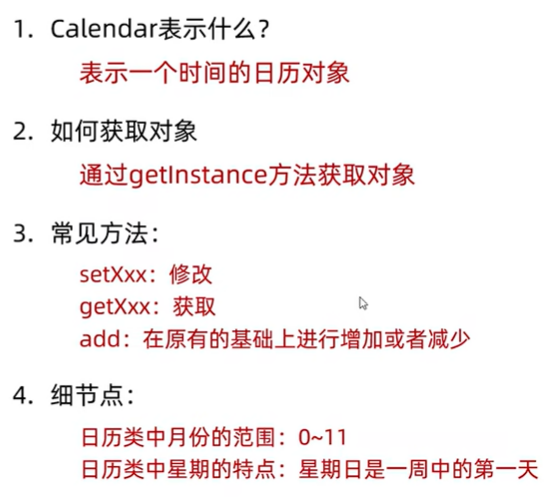 1. Calendar表示什么？
表示一个时间的日历对象
2. 如何获取对象
通过getInstance方法获取对象
3. 常见方法：
setXxx：修改
getXxx：获取
add：在原有的基础上进行增加或者减少
4. 细节点：
日历类中月份的范围：0~11
日历类中星期的特点：星期日是一周中的第一天